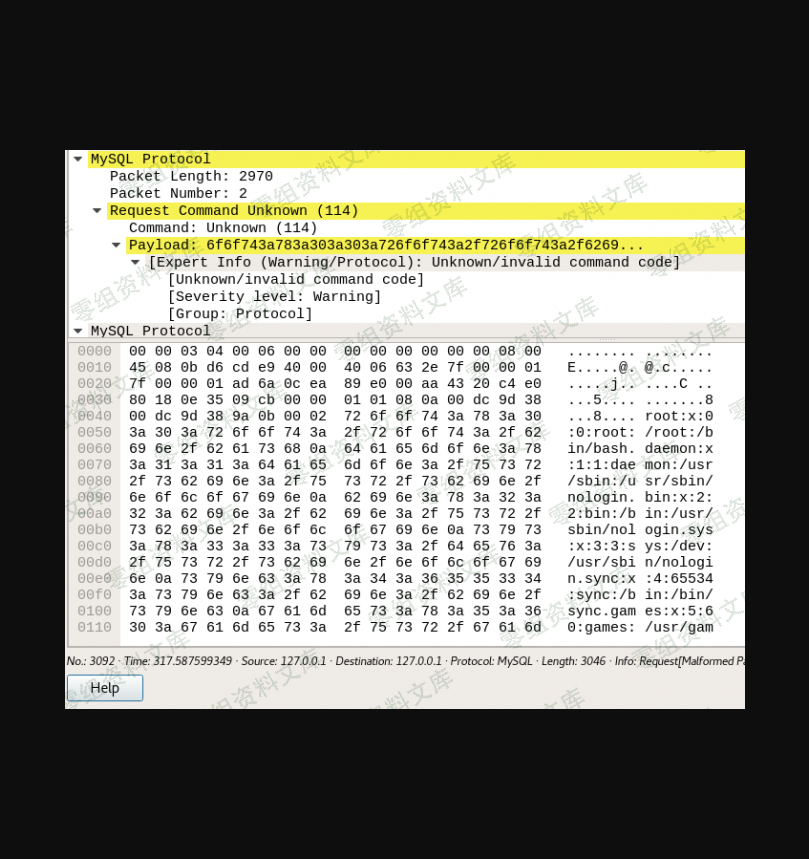 MySQL Protocol
Packet Length: 2970
Packet Number: 2
Request Command Unknown (114)
Command: Unknown (114)
Payload: 6f6f743a783a303a303a726f6f743a2f726f6f743a2f6269...
[Expert Info (Warning/Protocol): Unknown/invalid command code]
[Unknown/invalid command code]
[Severity level: Warning]
[Group: Protocol]
MySQL Protocol
0000 00 00 03 04 00 06 00 00 00 00 00 00 00 00 08 00 ........ ........
0010 45 08 0b d6 cd e9 40 00 40 06 63 2e 7f 00 00 01 E.....@. @.c.....
0020 7f 00 00 01 ad 6a 0c ea 89 e0 00 aa 43 20 c4 e0 .....j.. ....C ..
0030 80 18 0e 35 09 cb 00 00 01 01 08 0a 00 dc 9d 38 ...5.... .......8
0040 00 dc 9d 38 9a 0b 00 02 72 6f 6f 74 3a 78 3a 30 ...8.... root:x:0
0050 3a 30 3a 72 6f 6f 74 3a 2f 72 6f 6f 74 3a 2f 62 :0:root: /root:/b
0060 69 6e 2f 62 61 73 68 0a 64 61 65 6d 6f 6e 3a 78 in/bash. daemon:x
0070 3a 31 3a 31 3a 64 61 65 6d 6f 6e 3a 2f 75 73 72 :1:1:dae mon:/usr
0080 2f 73 62 69 6e 3a 2f 75 73 72 2f 73 62 69 6e 2f /sbin:/u sr/sbin/
0090 6e 6f 6c 6f 67 69 6e 0a 62 69 6e 3a 78 3a 32 3a nologin. bin:x:2:
00a0 32 3a 62 69 6e 3a 2f 62 69 6e 3a 2f 75 73 72 2f 2:bin:/b in:/usr/
00b0 73 62 69 6e 2f 6e 6f 6c 6f 67 69 6e 0a 73 79 73 sbin/nol ogin.sys
00c0 3a 78 3a 33 3a 33 3a 73 79 73 3a 2f 64 65 76 3a :x:3:3:s ys:/dev:
00d0 2f 75 73 72 2f 73 62 69 6e 2f 6e 6f 6c 6f 67 69 /usr/sbi n/nologi
00e0 6e 0a 73 79 6e 63 3a 78 3a 34 3a 36 35 35 33 34 n.sync:x :4:65534
00f0 3a 73 79 6e 63 3a 2f 62 69 6e 3a 2f 62 69 6e 2f :sync:/b in:/bin/
0100 73 79 6e 63 0a 67 61 6d 65 73 3a 78 3a 35 3a 36 sync.gam es:x:5:6
0110 30 3a 67 61 6d 65 73 3a 2f 75 73 72 2f 67 61 6d 0:games: /usr/gam
No.: 3092 · Time: 317.587599349 · Source: 127.0.0.1 · Destination: 127.0.0.1 · Protocol: MySQL · Length: 3046 · Info: Request[Malformed
Help
零组资料文库